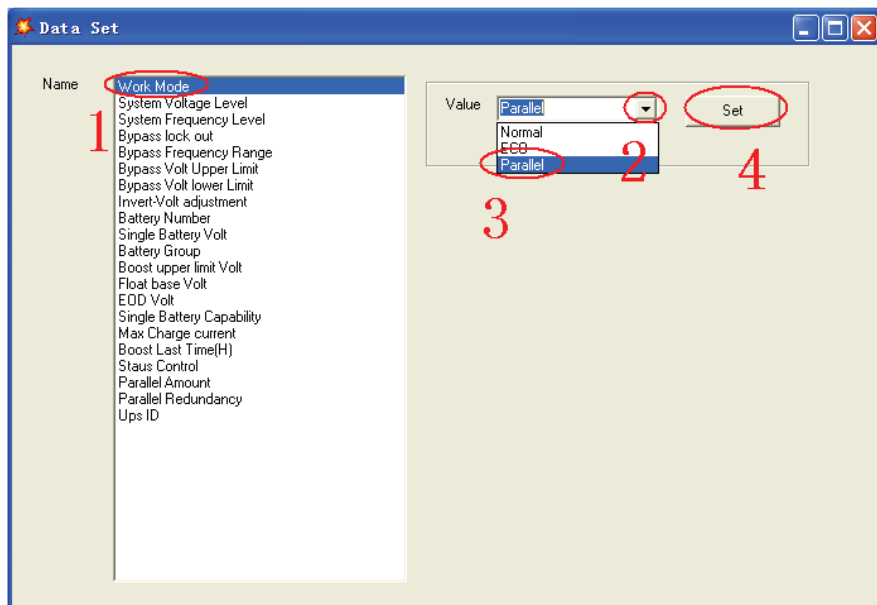 Data Set
Name
Work Mode
System Voltage Level
System Frequency Level
Bypass lock out
Bypass Frequency Range
Bypass Volt Upper Limit
Bypass Volt lower Limit
Invert-Volt adjustment
Battery Number
Single Battery Volt
Battery Group
Boost upper limit Volt
Float base Volt
EOD Volt
Single Battery Capability
Max Charge current
Boost Last Time(H)
Staus Control
Parallel Amount
Parallel Redundancy
Ups ID
1
Value
Parallel
Set
Normal
ECO
Parallel
2
3
4